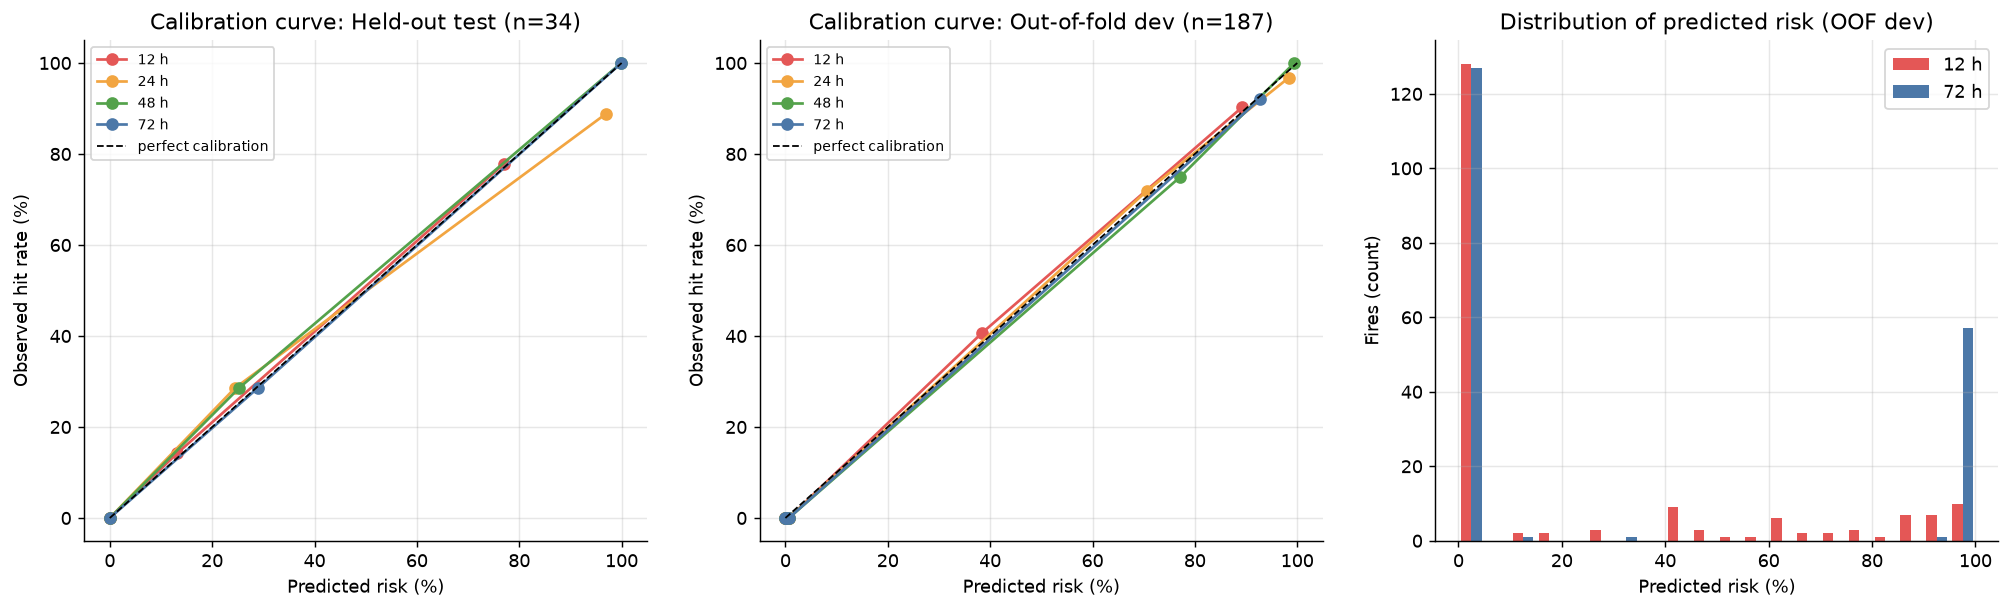 Calibration curve: Held-out test (n=34)
12 h
24 h
48 h
72 h
perfect calibration
100
80
60
40
20
0
Observed hit rate (%)
0 20 40 60 80 100
Predicted risk (%)
Calibration curve: Out-of-fold dev (n=187)
12 h
24 h
48 h
72 h
perfect calibration
100
80
60
40
20
0
Observed hit rate (%)
0 20 40 60 80 100
Predicted risk (%)
Distribution of predicted risk (OOF dev)
12 h
72 h
120
100
80
60
40
20
0
Fires (count)
0 20 40 60 80 100
Predicted risk (%)